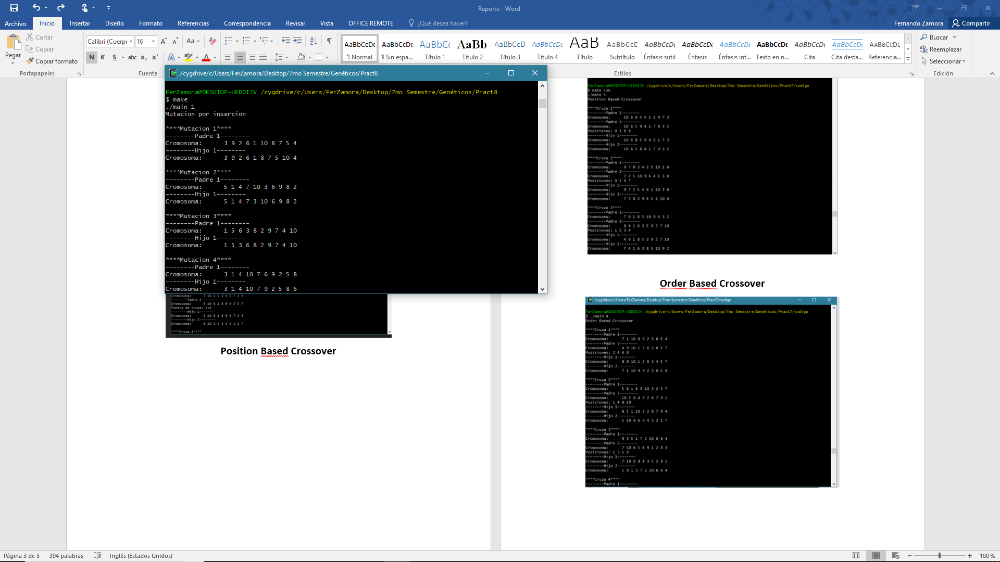 Reporte - Word
Archivo Inicio Insertar Diseño Formato Referencias Correspondencia Revisar Vista OFFICE REMOTE ¿Qué desea hacer? Fernando Zamora Compartir
Pegar
Cortar
Copiar
Copiar formato
Portapapeles
Calibri (Cuerpo 16
N K S abc x₂ x²
Fuente
AaBbCcDc ¶ Normal
AaBbCcDc ¶ Sin espa...
AaBbCc Título 1
AaBb Título 2
AaBbCcD Título 3
AaBbCcDc Título 4
AaB Título
AaBbCcD Subtítulo
AaBbCcDc Énfasis sutil
AaBbCcDc Énfasis
AaBbCcDc Énfasis int...
AaBbCcDc Texto en n...
AaBbCcDc Cita
AaBbCcDc Cita desta...
AABBCCDE Referencia...
Estilos
Buscar
Reemplazar
Seleccionar
Edición
/cygdrive/c/Users/FerZamora/Desktop/7mo Semestre/Genéticos/Pract8
FerZamora@DESKTOP-UEDOIJV /cygdrive/c/Users/FerZamora/Desktop/7mo Semestre/Genéticos/Pract8
$ make
./main 1
Mutacion por insercion
****Mutacion 1****
--------Padre 1--------
Cromosoma: 3 9 2 6 1 10 8 7 5 4
--------Hijo 1--------
Cromosoma: 3 9 2 6 1 8 7 5 10 4
****Mutacion 2****
--------Padre 1--------
Cromosoma: 5 1 4 7 10 3 6 9 8 2
--------Hijo 1--------
Cromosoma: 5 1 4 7 3 10 6 9 8 2
****Mutacion 3****
--------Padre 1--------
Cromosoma: 1 5 6 3 8 2 9 7 4 10
--------Hijo 1--------
Cromosoma: 1 5 3 6 8 2 9 7 4 10
****Mutacion 4****
--------Padre 1--------
Cromosoma: 3 1 4 10 7 6 9 2 5 8
--------Hijo 1--------
Cromosoma: 3 1 4 10 7 9 2 5 8 6
Cromosoma: 9 10 1 5 3 4 6 7 2 8
--------Padre 2--------
Cromosoma: 3 10 6 1 8 9 4 2 5 7
Puntos de cruza: 2:6
--------Hijo 1--------
Cromosoma: 4 10 6 1 8 9 4 7 2 3
--------Hijo 2--------
Cromosoma: 8 10 1 5 3 4 6 2 1 7
****Cruza 4****
Position Based Crossover
FerZamora@DESKTOP-UEDOIJV /cygdrive/c/Users/FerZamora/Desktop/7mo Semestre/Genéticos/Pract7/codigo
$ make run
./main 3
Position Based Crossover
****Cruza 1****
--------Padre 1--------
Cromosoma: 10 6 8 4 5 1 2 9 7 3
--------Padre 2--------
Cromosoma: 10 6 5 9 4 1 7 8 3 2
Posiciones: 0 2 6 9
--------Hijo 1--------
Cromosoma: 10 6 8 5 9 4 2 1 7 3
--------Hijo 2--------
Cromosoma: 10 6 5 8 4 1 7 9 3 2
****Cruza 2****
--------Padre 1--------
Cromosoma: 9 7 8 3 4 2 5 10 1 6
--------Padre 2--------
Cromosoma: 7 2 5 10 9 6 4 1 3 8
Posiciones: 0 1 4 7
--------Hijo 1--------
Cromosoma: 9 7 2 5 4 6 1 10 3 8
--------Hijo 2--------
Cromosoma: 7 2 8 3 9 4 5 1 10 6
****Cruza 3****
--------Padre 1--------
Cromosoma: 7 6 1 8 5 10 9 4 3 2
--------Padre 2--------
Cromosoma: 8 4 1 6 3 5 9 2 7 10
Posiciones: 1 2 3 4
--------Hijo 1--------
Cromosoma: 4 6 1 8 5 3 9 2 7 10
--------Hijo 2--------
Cromosoma: 7 4 1 6 3 8 5 10 9 2
Order Based Crossover
/cygdrive/c/Users/FerZamora/Desktop/7mo Semestre/Genéticos/Pract7/codigo
FerZamora@DESKTOP-UEDOIJV /cygdrive/c/Users/FerZamora/Desktop/7mo Semestre/Genéticos/Pract7/codigo
$ ./main 4
Order Based Crossover
****Cruza 1****
--------Padre 1--------
Cromosoma: 7 1 10 8 9 2 3 6 5 4
--------Padre 2--------
Cromosoma: 4 9 10 1 2 6 3 8 5 7
Posiciones: 2 4 6 8
--------Hijo 1--------
Cromosoma: 8 9 10 1 2 6 3 4 5 7
--------Hijo 2--------
Cromosoma: 7 1 10 4 9 2 3 6 5 8
****Cruza 2****
--------Padre 1--------
Cromosoma: 5 8 1 6 9 10 3 2 4 7
--------Padre 2--------
Cromosoma: 10 5 8 4 3 2 6 7 9 1
Posiciones: 1 4 8 10
--------Hijo 1--------
Cromosoma: 8 5 1 10 3 2 6 7 9 4
--------Hijo 2--------
Cromosoma: 5 10 8 6 9 4 3 2 1 7
****Cruza 3****
--------Padre 1--------
Cromosoma: 9 3 5 1 7 2 10 8 6 4
--------Padre 2--------
Cromosoma: 7 10 6 5 4 9 1 2 8 3
Posiciones: 1 3 5 9
--------Hijo 1--------
Cromosoma: 7 10 6 9 4 3 5 2 8 1
--------Hijo 2--------
Cromosoma: 5 9 1 3 7 2 10 8 6 4
****Cruza 4****
--------Padre 1--------
Página 3 de 5 394 palabras Inglés (Estados Unidos) 100 %